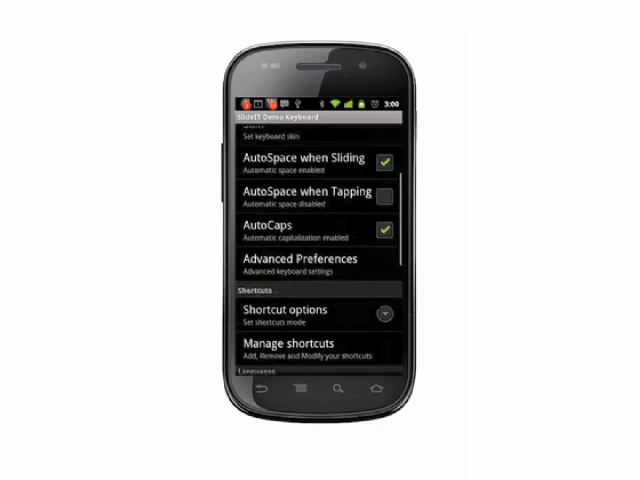 3:00
SlideIT Demo Keyboard
Skin
Set keyboard skin
AutoSpace when Sliding
Automatic space enabled
AutoSpace when Tapping
Automatic space disabled
AutoCaps
Automatic capitalization enabled
Advanced Preferences
Advanced keyboard settings
Shortcuts
Shortcut options
Set shortcuts mode
Manage shortcuts
Add, Remove and Modify your shortcuts
Languages